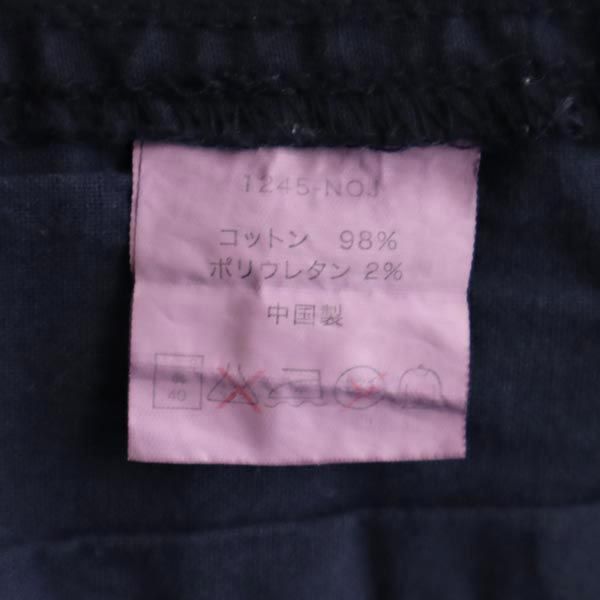 1245-NOJ
コットン 98%
ポリウレタン 2%
中国製
40